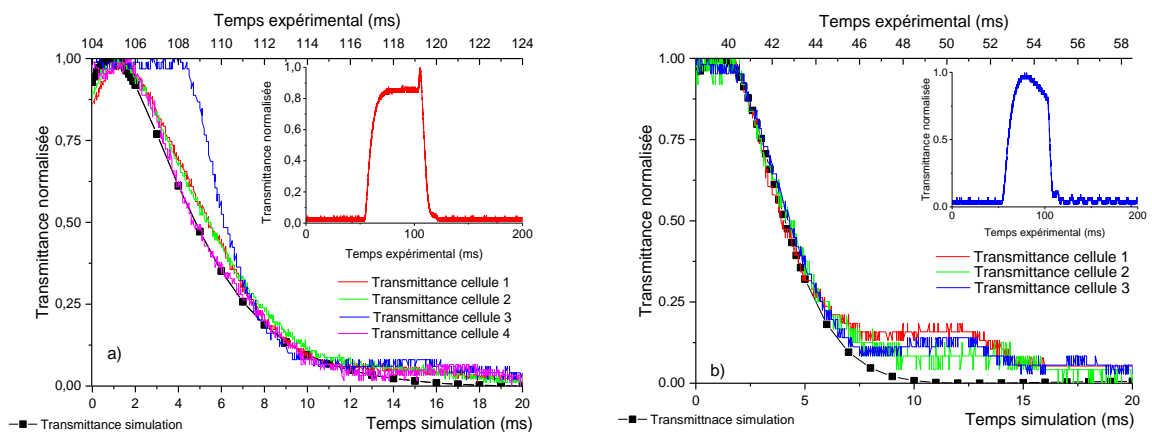 Temps expérimental (ms)
104 106 108 110 112 114 116 118 120 122 124
1,00
0,75
0,50
0,25
0,00
Transmittance normalisée
1,0
0,8
0,6
0,4
0,2
0,0
Transmittance normalisée
0 100 200
Temps expérimental (ms)
Transmittance cellule 1
Transmittance cellule 2
Transmittance cellule 3
Transmittance cellule 4
a)
0 2 4 6 8 10 12 14 16 18 20
Transmittance simulation
Temps simulation (ms)
Temps expérimental (ms)
40 42 44 46 48 50 52 54 56 58
1.00
0.75
0.50
0.25
0.00
Transmittance normalisée
1.0
0.5
0.0
Transmittance normalisée
0 100 200
Temps expérimental (ms)
Transmittance cellule 1
Transmittance cellule 2
Transmittance cellule 3
b)
0 5 10 15 20
Transmittnace simulation
Temps simulation (ms)